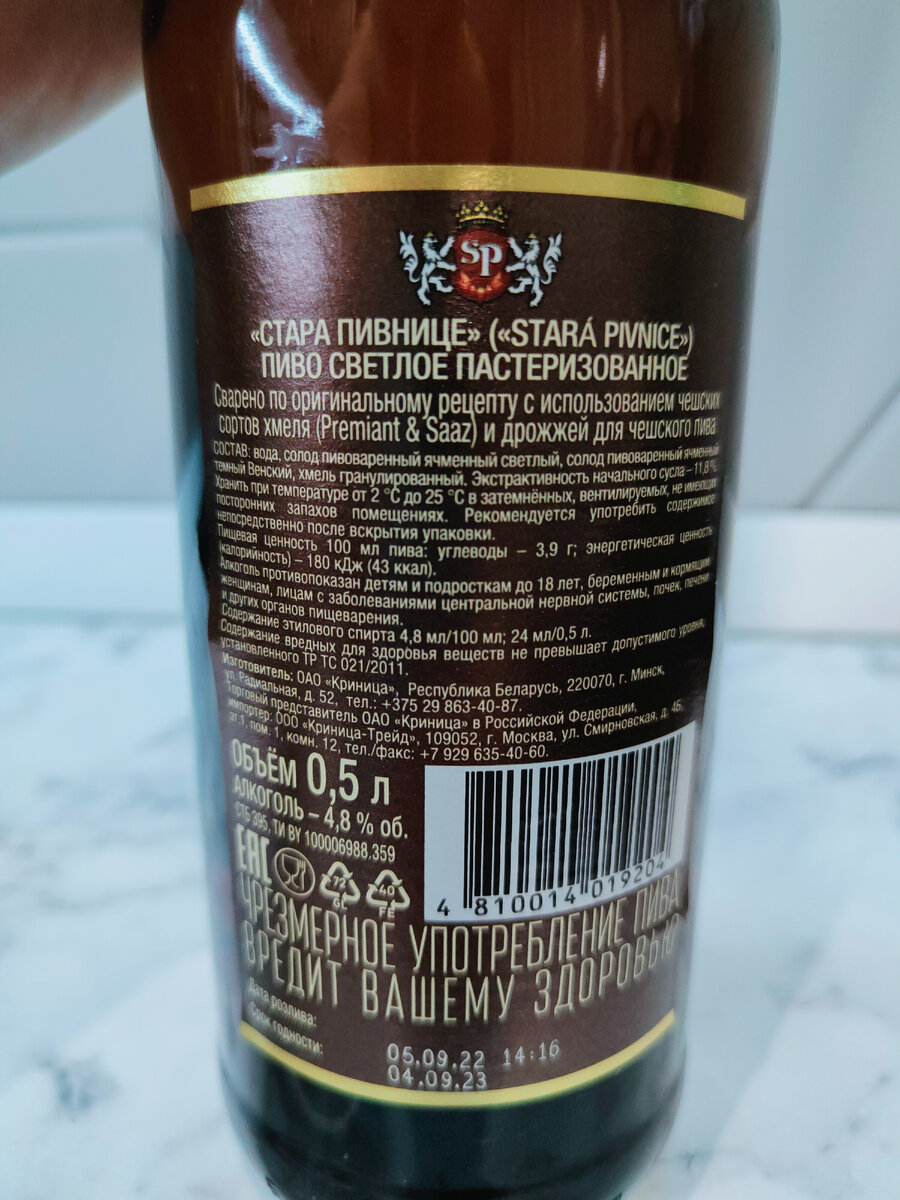 SP
«СТАРА ПИВНИЦЕ» («STARÁ PIVNICE»)
ПИВО СВЕТЛОЕ ПАСТЕРИЗОВАННОЕ
Сварено по оригинальному рецепту с использованием чешских
сортов хмеля (Premiant & Saaz) и дрожжей для чешского пива
СОСТАВ: вода, солод пивоваренный ячменный светлый, солод пивоваренный ячменный
темный Венский, хмель гранулированный. Экстрактивность начального сусла – 11,8 %.
Хранить при температуре от 2 °C до 25 °C в затемнённых, вентилируемых, не имеющих
посторонних запахов помещениях. Рекомендуется употребить содержимое
непосредственно после вскрытия упаковки.
Пищевая ценность 100 мл пива: углеводы – 3,9 г; энергетическая ценность
(калорийность) – 180 кДж (43 ккал).
Алкоголь противопоказан детям и подросткам до 18 лет, беременным и кормящим
женщинам, лицам с заболеваниями центральной нервной системы, почек, печени
и других органов пищеварения.
Содержание этилового спирта 4,8 мл/100 мл; 24 мл/0,5 л.
Содержание вредных для здоровья веществ не превышает допустимого уровня,
установленного ТР ТС 021/2011.
Изготовитель: ОАО «Криница», Республика Беларусь, 220070, г. Минск,
ул. Радиальная, д. 52, тел.: +375 29 863-40-87.
Торговый представитель ОАО «Криница» в Российской Федерации,
импортер: ООО «Криница-Трейд», 109052, г. Москва, ул. Смирновская, д. 4Б,
эт.1, пом. 1, комн. 12, тел./факс: +7 929 635-40-60.
ОБЪЁМ 0,5 л
АЛКОГОЛЬ – 4,8 % об.
СТБ 395, ТИ BY 100006988.359
EAC 72 GL 40 FE
4 810014 019204
ЧРЕЗМЕРНОЕ УПОТРЕБЛЕНИЕ ПИВА
ВРЕДИТ ВАШЕМУ ЗДОРОВЬЮ
Дата розлива:
Срок годности:
05.09.22 14:16
04.09.23